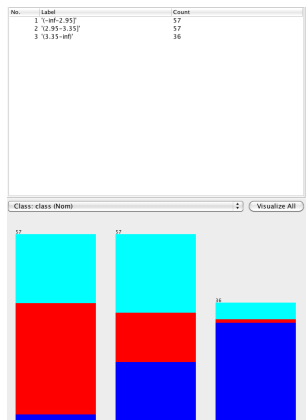 No. Label Count
1 '(-inf-2.95]' 57
2 '(2.95-3.35]' 57
3 '(3.35-inf)' 36
Class: class (Nom) Visualize All
57 57
36